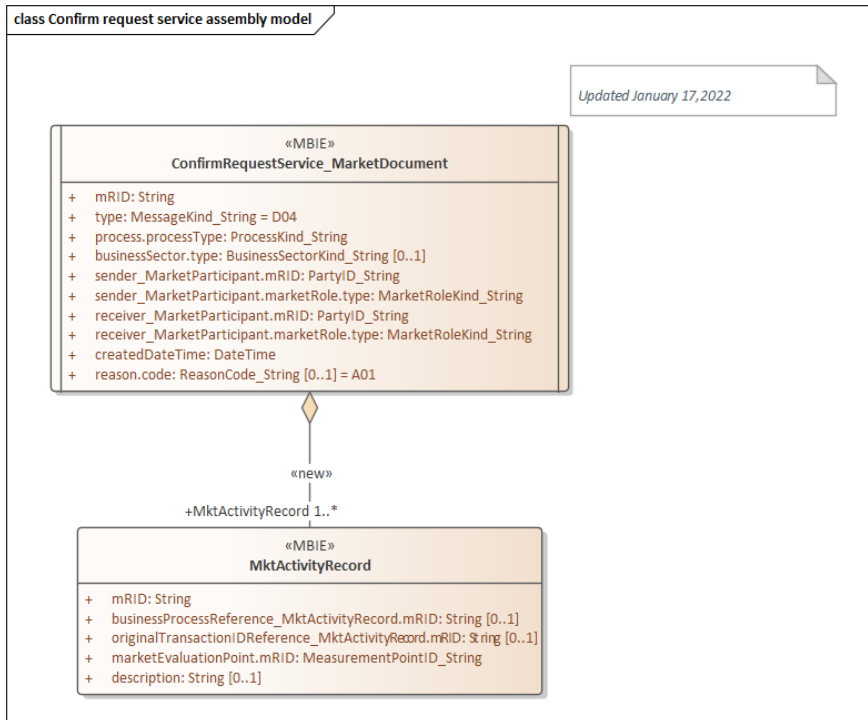 class Confirm request service assembly model
Updated January 17,2022
«MBIE»
ConfirmRequestService_MarketDocument
+ mRID: String
+ type: MessageKind_String = D04
+ process.processType: ProcessKind_String
+ businessSector.type: BusinessSectorKind_String [0..1]
+ sender_MarketParticipant.mRID: PartyID_String
+ sender_MarketParticipant.marketRole.type: MarketRoleKind_String
+ receiver_MarketParticipant.mRID: PartyID_String
+ receiver_MarketParticipant.marketRole.type: MarketRoleKind_String
+ createdDateTime: DateTime
+ reason.code: ReasonCode_String [0..1] = A01
«new»
+MktActivityRecord 1..*
«MBIE»
MktActivityRecord
+ mRID: String
+ businessProcessReference_MktActivityRecord.mRID: String [0..1]
+ originalTransactionIDReference_MktActivityRecord.mRID: String [0..1]
+ marketEvaluationPoint.mRID: MeasurementPointID_String
+ description: String [0..1]